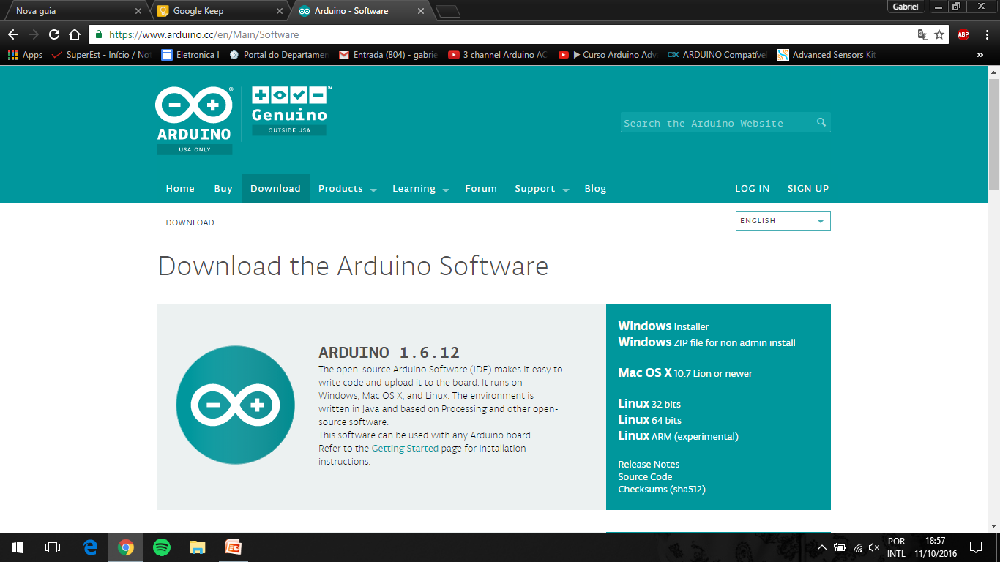 Nova guia
Google Keep
Arduino - Software
Gabriel
https://www.arduino.cc/en/Main/Software
ABP
Apps
SuperEst - Início / Not
Eletronica I
Portal do Departamen
Entrada (804) - gabrie
3 channel Arduino AC
▶ Curso Arduino Ava
ARDUINO Compatível
Advanced Sensors Kit
»
ARDUINO
USA ONLY
Genuino
OUTSIDE USA
Search the Arduino Website
Home
Buy
Download
Products
Learning
Forum
Support
Blog
LOG IN
SIGN UP
DOWNLOAD
ENGLISH
Download the Arduino Software
ARDUINO 1.6.12
The open-source Arduino Software (IDE) makes it easy to
write code and upload it to the board. It runs on
Windows, Mac OS X, and Linux. The environment is
written in Java and based on Processing and other open-
source software.
This software can be used with any Arduino board.
Refer to the Getting Started page for Installation
instructions.
Windows Installer
Windows ZIP file for non admin install
Mac OS X 10.7 Lion or newer
Linux 32 bits
Linux 64 bits
Linux ARM (experimental)
Release Notes
Source Code
Checksums (sha512)
POR
INTL
18:57
11/10/2016